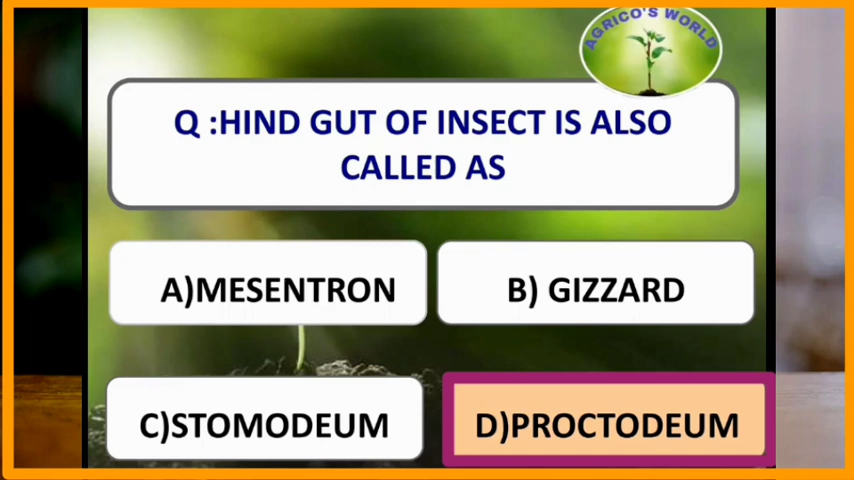 AGRICO'S WORLD
Q :HIND GUT OF INSECT IS ALSO
CALLED AS
A)MESENTRON
B) GIZZARD
C)STOMODEUM
D)PROCTODEUM